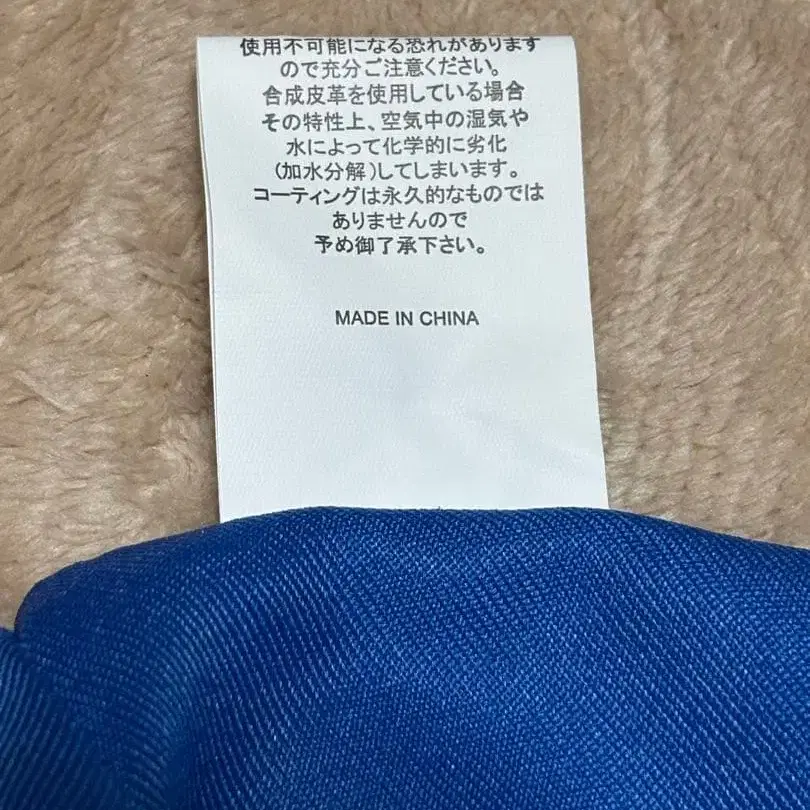 使用不可能になる恐れがあります
ので充分ご注意ください。
合成皮革を使用している場合
その特性上、空気中の湿気や
水によって化学的に劣化
(加水分解)してしまいます。
コーティングは永久的なものでは
ありませんので
予め御了承下さい。
MADE IN CHINA